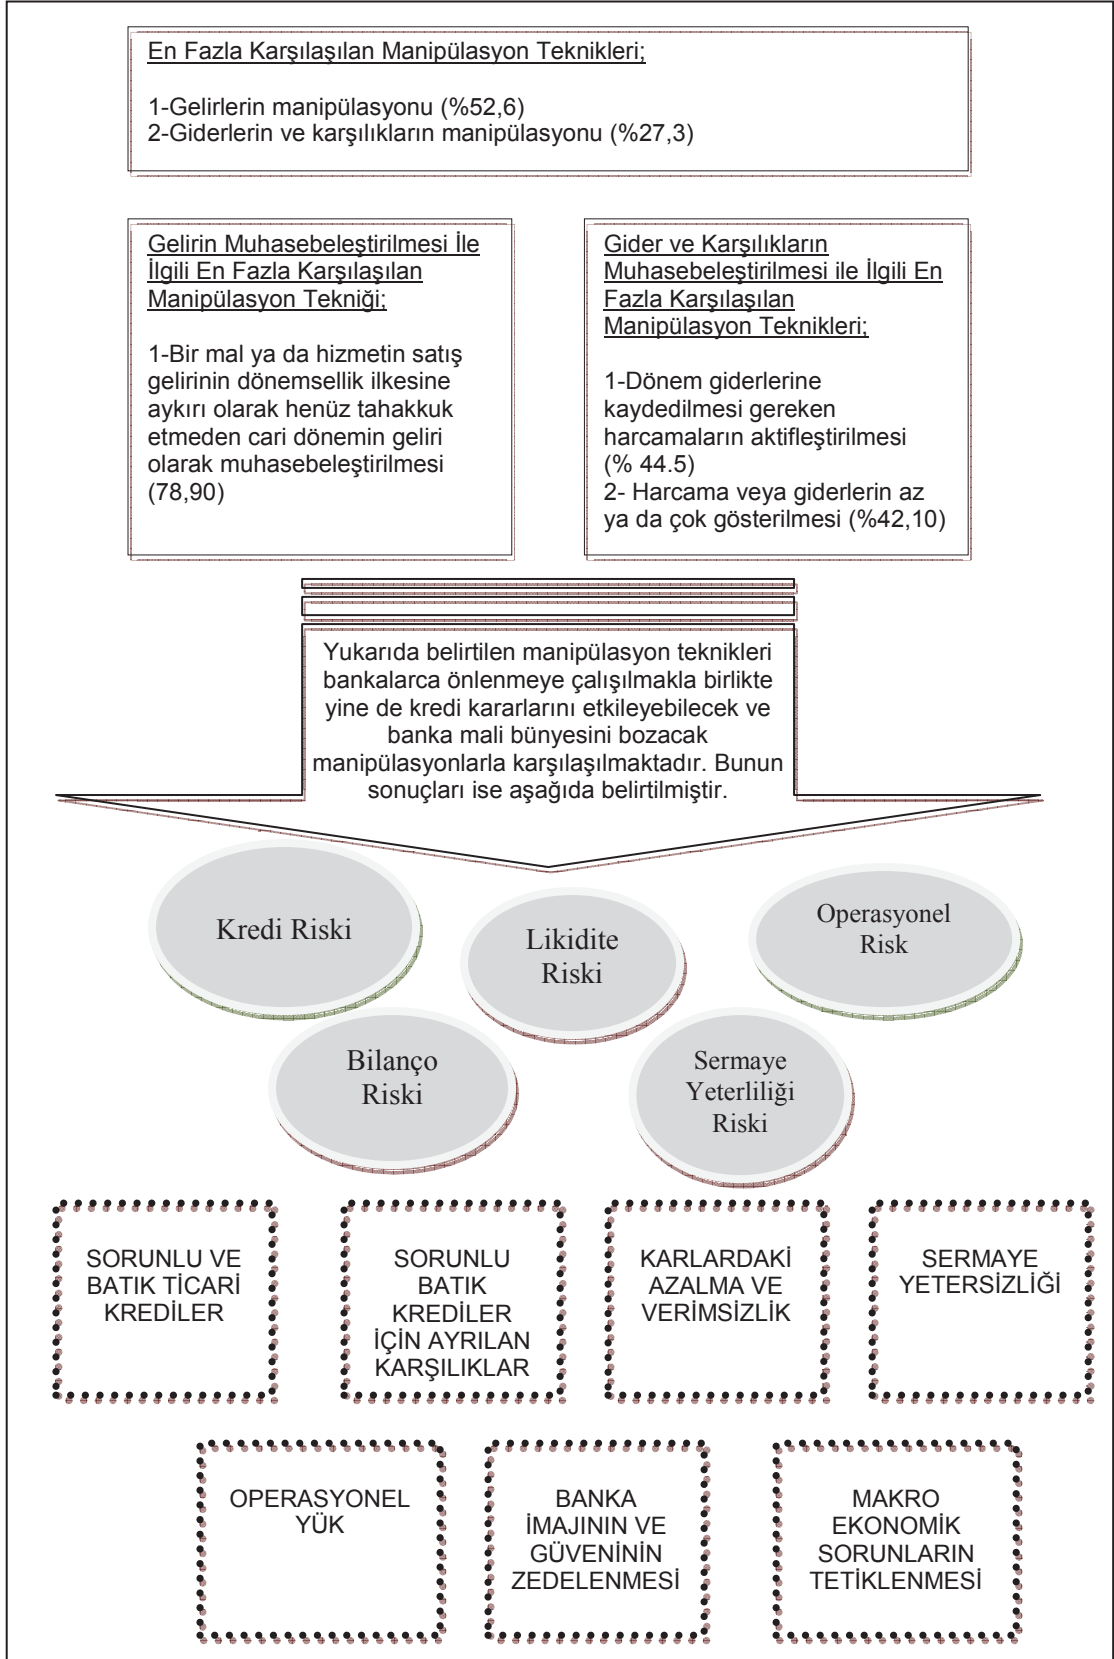 En Fazla Karşılaşılan Manipülasyon Teknikleri;
1-Gelirlerin manipülasyonu (%52,6)
2-Giderlerin ve karşılıkların manipülasyonu (%27,3)
Gelirin Muhasebeleştirilmesi İle
İlgili En Fazla Karşılaşılan
Manipülasyon Tekniği;
1-Bir mal ya da hizmetin satış
gelirinin dönemsellik ilkesine
aykırı olarak henüz tahakkuk
etmeden cari dönemin geliri
olarak muhasebeleştirilmesi
(78,90)
Gider ve Karşılıkların
Muhasebeleştirilmesi ile İlgili En
Fazla Karşılaşılan
Manipülasyon Teknikleri;
1-Dönem giderlerine
kaydedilmesi gereken
harcamaların aktifleştirilmesi
(% 44.5)
2- Harcama veya giderlerin az
ya da çok gösterilmesi (%42,10)
Yukarıda belirtilen manipülasyon teknikleri
bankalarca önlenmeye çalışılmakla birlikte
yine de kredi kararlarını etkileyebilecek ve
banka mali bünyesini bozacak
manipülasyonlarla karşılaşılmaktadır. Bunun
sonuçları ise aşağıda belirtilmiştir.
Kredi Riski
Likidite
Riski
Operasyonel
Risk
Bilanço
Riski
Sermaye
Yeterliliği
Riski
SORUNLU VE
BATIK TİCARİ
KREDİLER
SORUNLU
BATIK
KREDİLER
İÇİN AYRILAN
KARŞILIKLAR
KARLARDAKİ
AZALMA VE
VERİMSİZLİK
SERMAYE
YETERSİZLİĞİ
OPERASYONEL
YÜK
BANKA
İMAJININ VE
GÜVENİNİN
ZEDELENMESİ
MAKRO
EKONOMİK
SORUNLARIN
TETİKLENMESİ